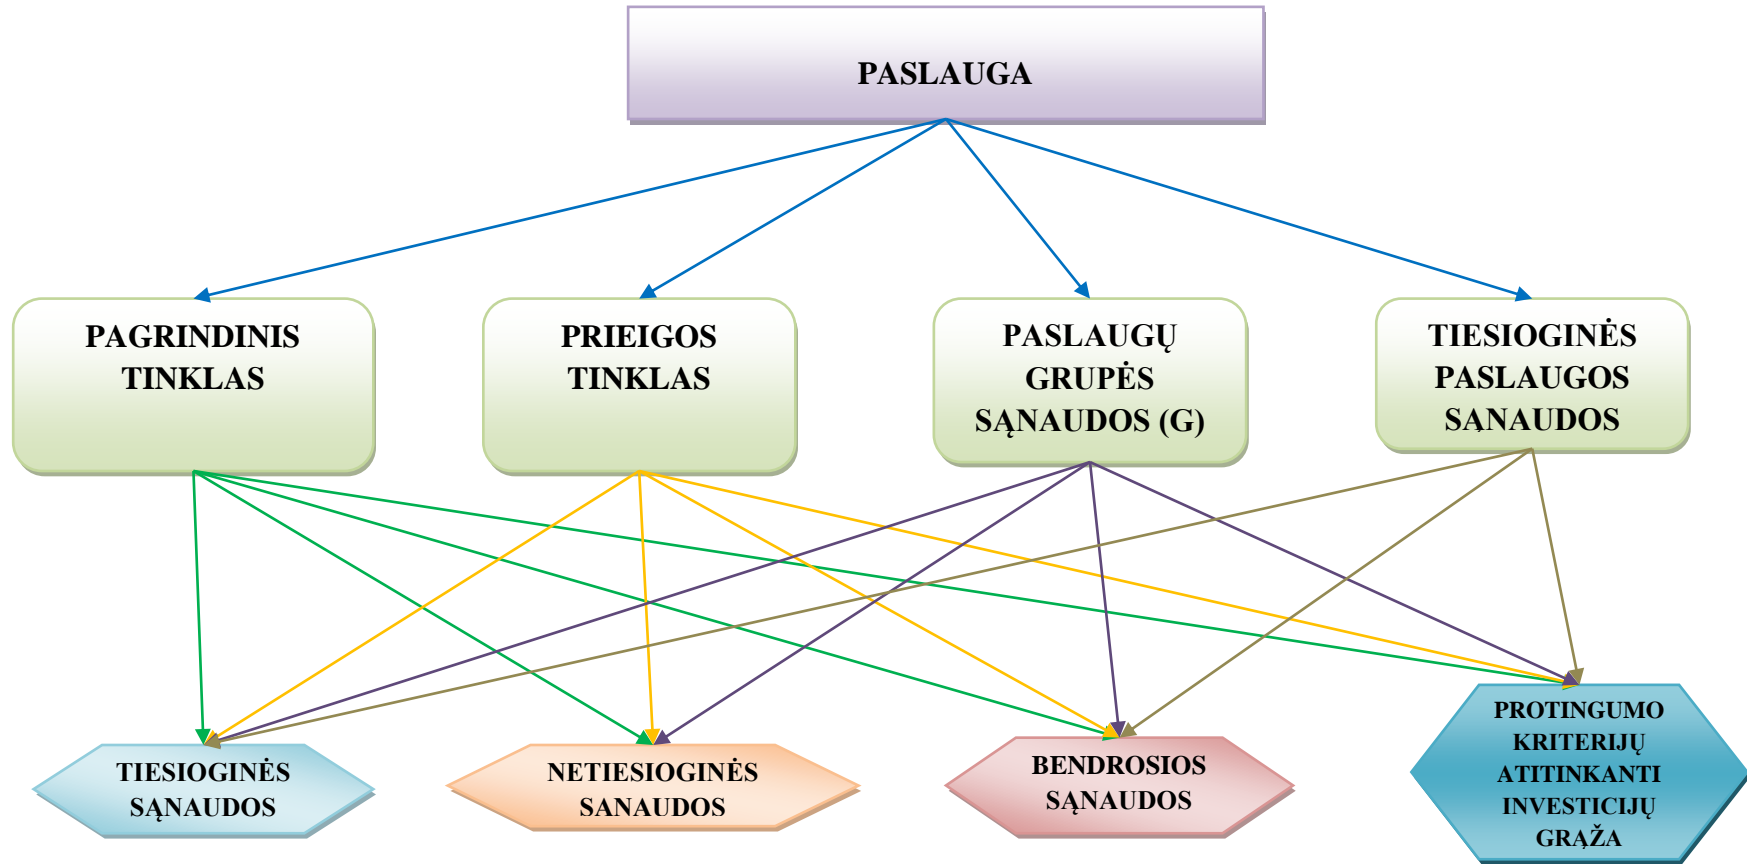 PASLAUGA
PAGRINDINIS
TINKLAS
PRIEIGOS
TINKLAS
PASLAUGŲ
GRUPĖS
SĄNAUDOS (G)
TIESIOGINĖS
PASLAUGOS
SĄNAUDOS
TIESIOGINĖS
SĄNAUDOS
NETIESIOGINĖS
SANAUDOS
BENDROSIOS
SĄNAUDOS
PROTINGUMO
KRITERIJŲ
ATITINKANTI
INVESTICIJŲ
GRĄŽA